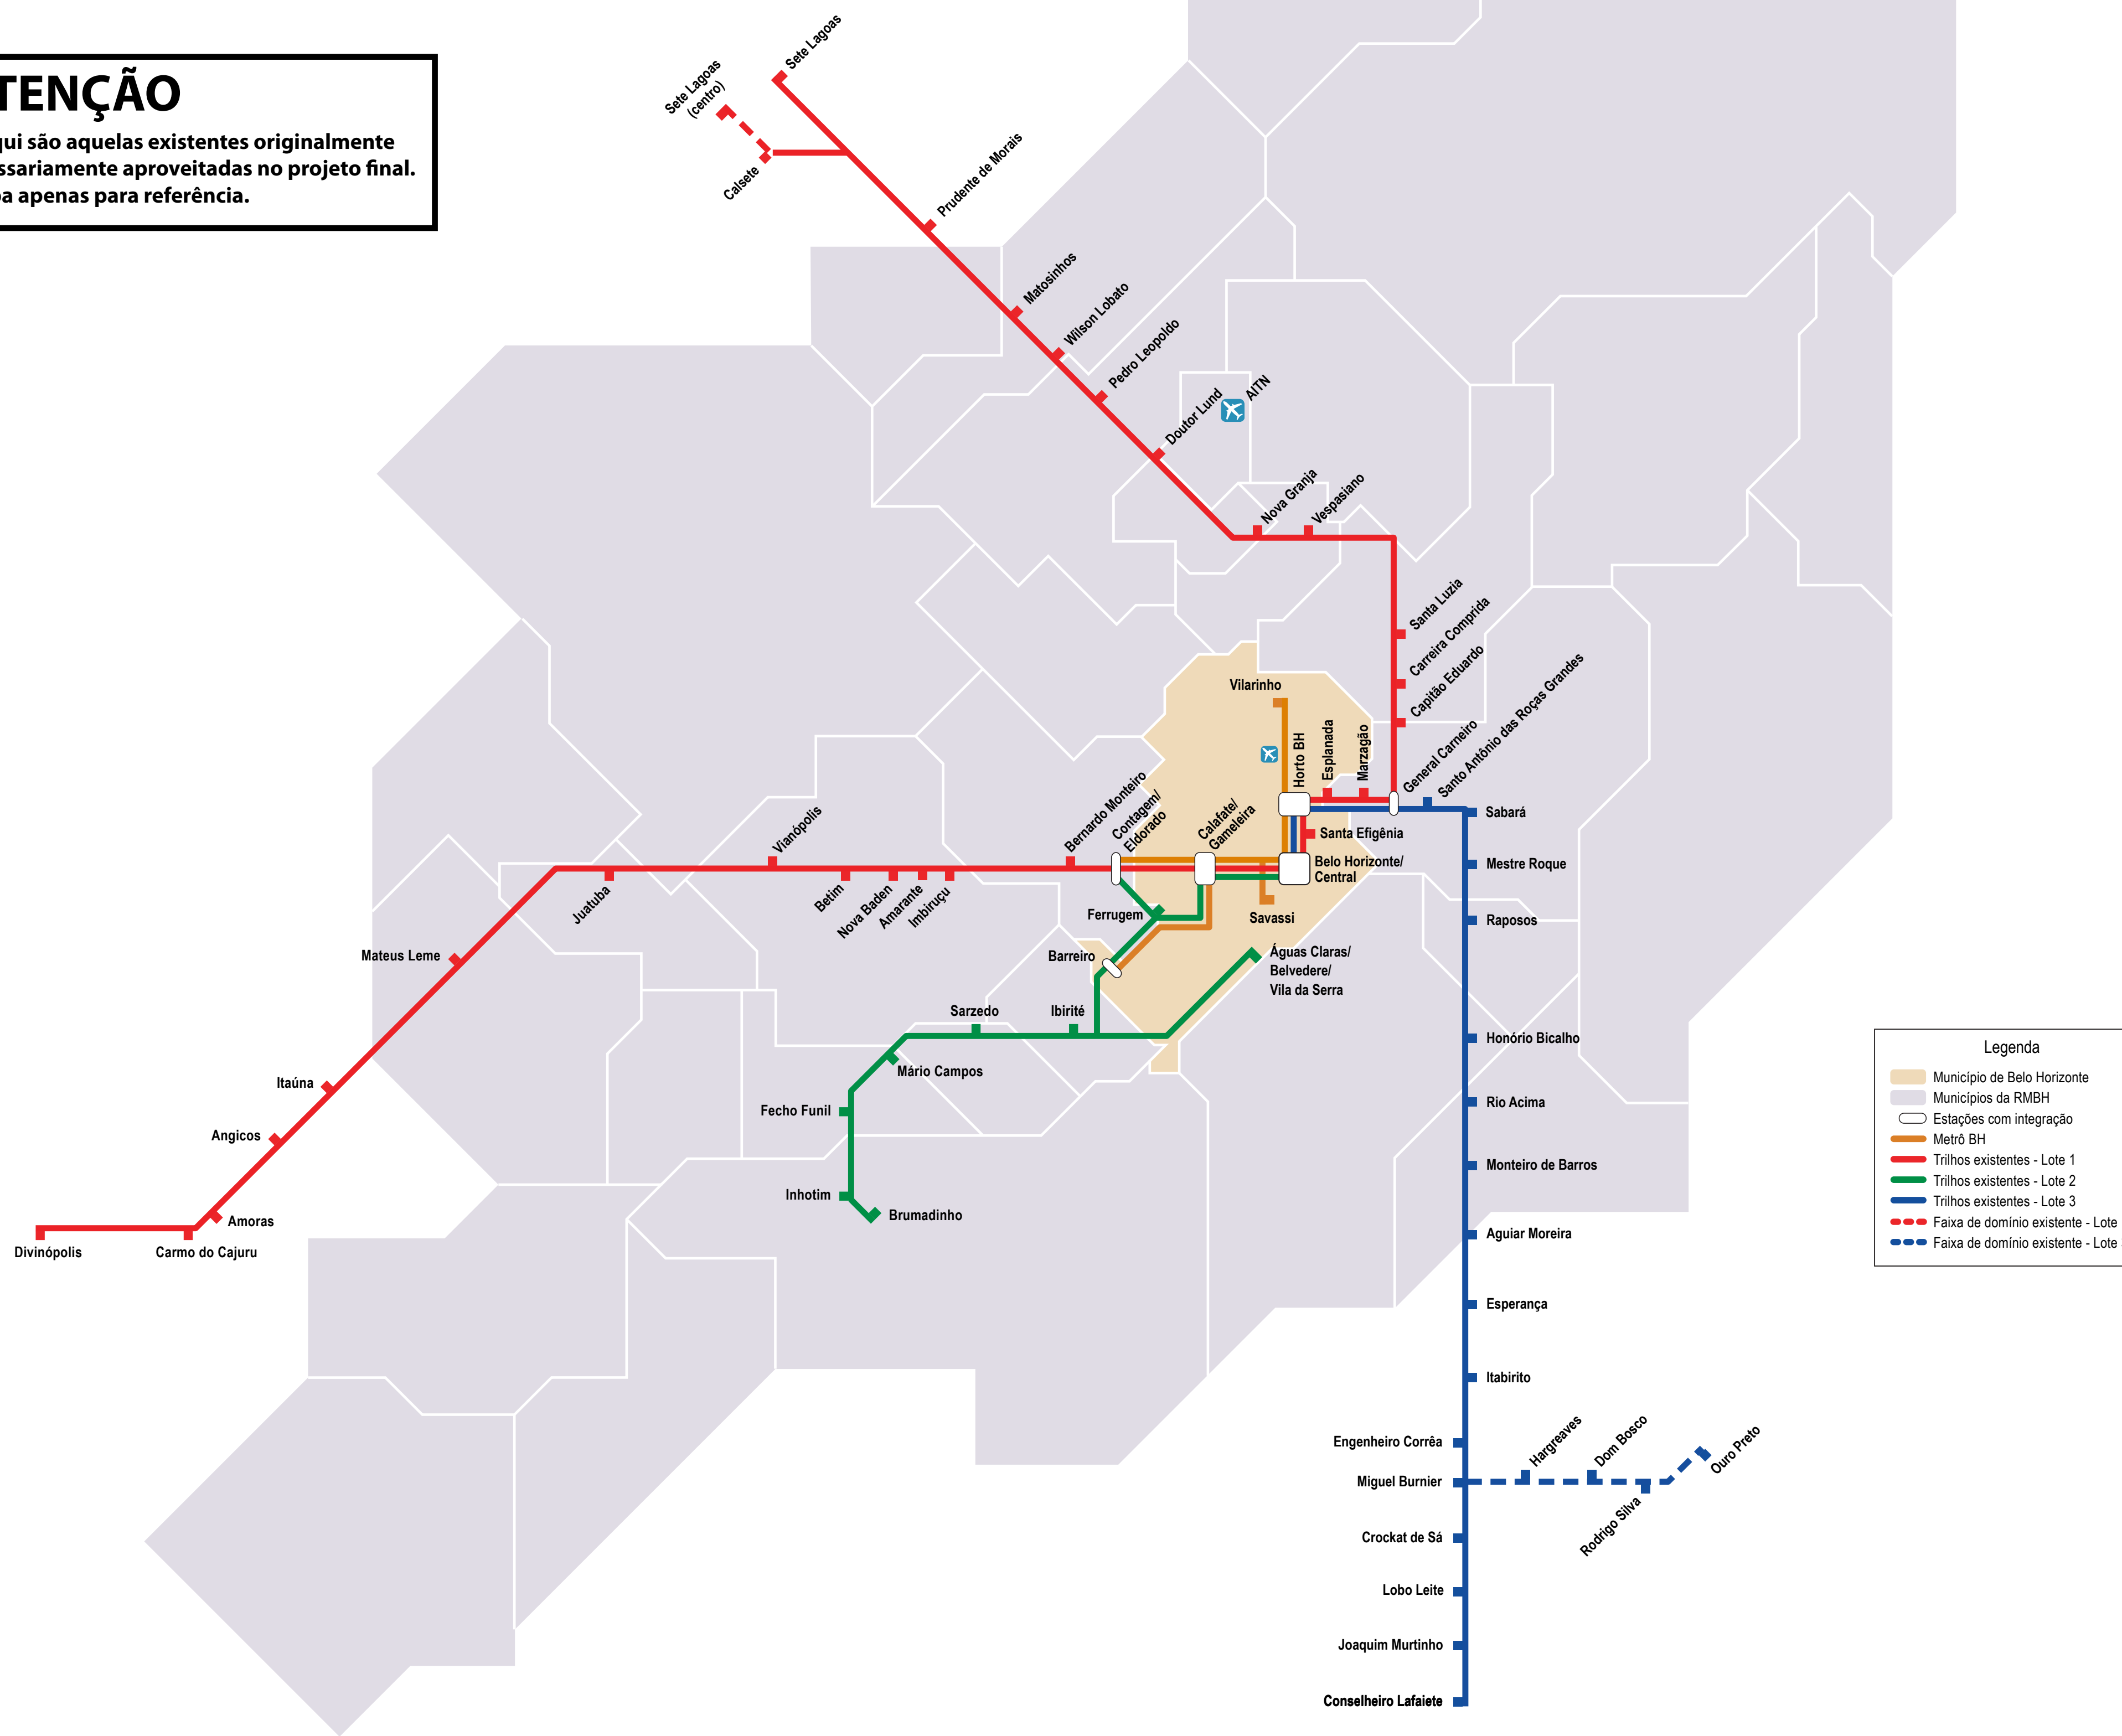 TENÇÃO
qui são aquelas existentes originalmente
ssariamente aproveitadas no projeto final.
a apenas para referência.
Sete Lagoas
Sete Lagoas
(centro)
Calsete
Prudente de Morais
Matosinhos
Wilson Lobato
Pedro Leopoldo
Doutor Lund
AITN
Nova Granja
Vespasiano
Santa Luzia
Carreira Comprida
Capitão Eduardo
General Carneiro
Santo Antônio das Roças Grandes
Vilarinho
Horto BH
Esplanada
Marzagão
Sabará
Santa Efigênia
Mestre Roque
Belo Horizonte/
Central
Raposos
Vianópolis
Bernardo Monteiro
Contagem/
Eldorado
Calafate/
Gameleira
Juatuba
Betim
Nova Baden
Amarante
Imbiruçu
Ferrugem
Savassi
Mateus Leme
Barreiro
Águas Claras/
Belvedere/
Vila da Serra
Sarzedo
Ibirité
Honório Bicalho
Itaúna
Mário Campos
Rio Acima
Fecho Funil
Angicos
Monteiro de Barros
Inhotim
Brumadinho
Amoras
Divinópolis
Carmo do Cajuru
Aguiar Moreira
Esperança
Itabirito
Engenheiro Corrêa
Miguel Burnier
Hargreaves
Dom Bosco
Rodrigo Silva
Ouro Preto
Crockat de Sá
Lobo Leite
Joaquim Murtinho
Conselheiro Lafaiete
Legenda
Município de Belo Horizonte
Municípios da RMBH
Estações com integração
Metrô BH
Trilhos existentes - Lote 1
Trilhos existentes - Lote 2
Trilhos existentes - Lote 3
Faixa de domínio existente - Lote
Faixa de domínio existente - Lote